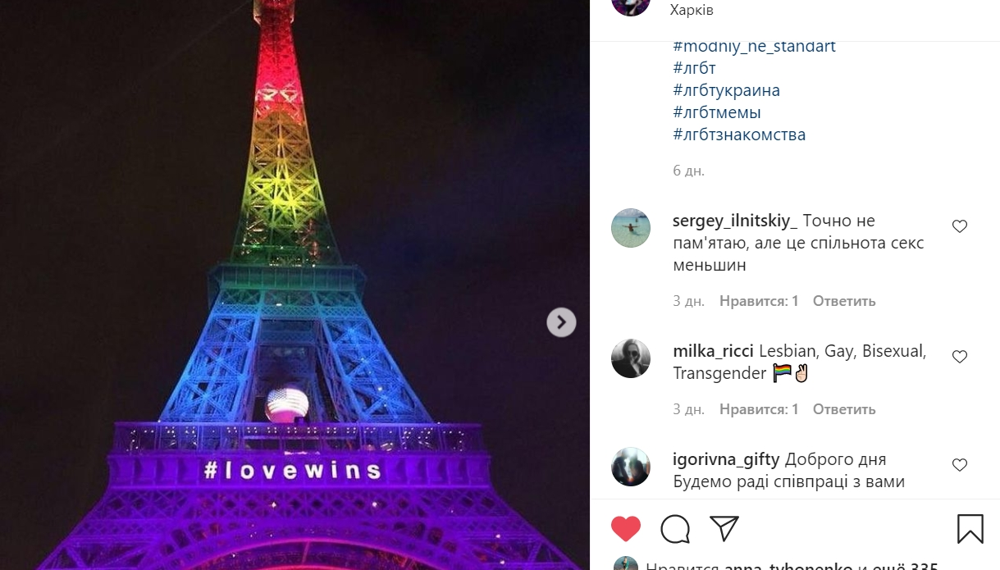 #lovewins
Харків
#modniy_ne_standart
#лгбт
#лгбтукраина
#лгбтмемы
#лгбтзнакомства
6 дн.
sergey_ilnitskiy_ Точно не
пам'ятаю, але це спільнота секс
меньшин
3 дн. Нравится: 1 Ответить
milka_ricci Lesbian, Gay, Bisexual,
Transgender 🏳️‍🌈✌🏻
3 дн. Нравится: 1 Ответить
igorivna_gifty Доброго дня
Будемо раді співпраці з вами
Нравится anna_tyhonenko и ещё 335